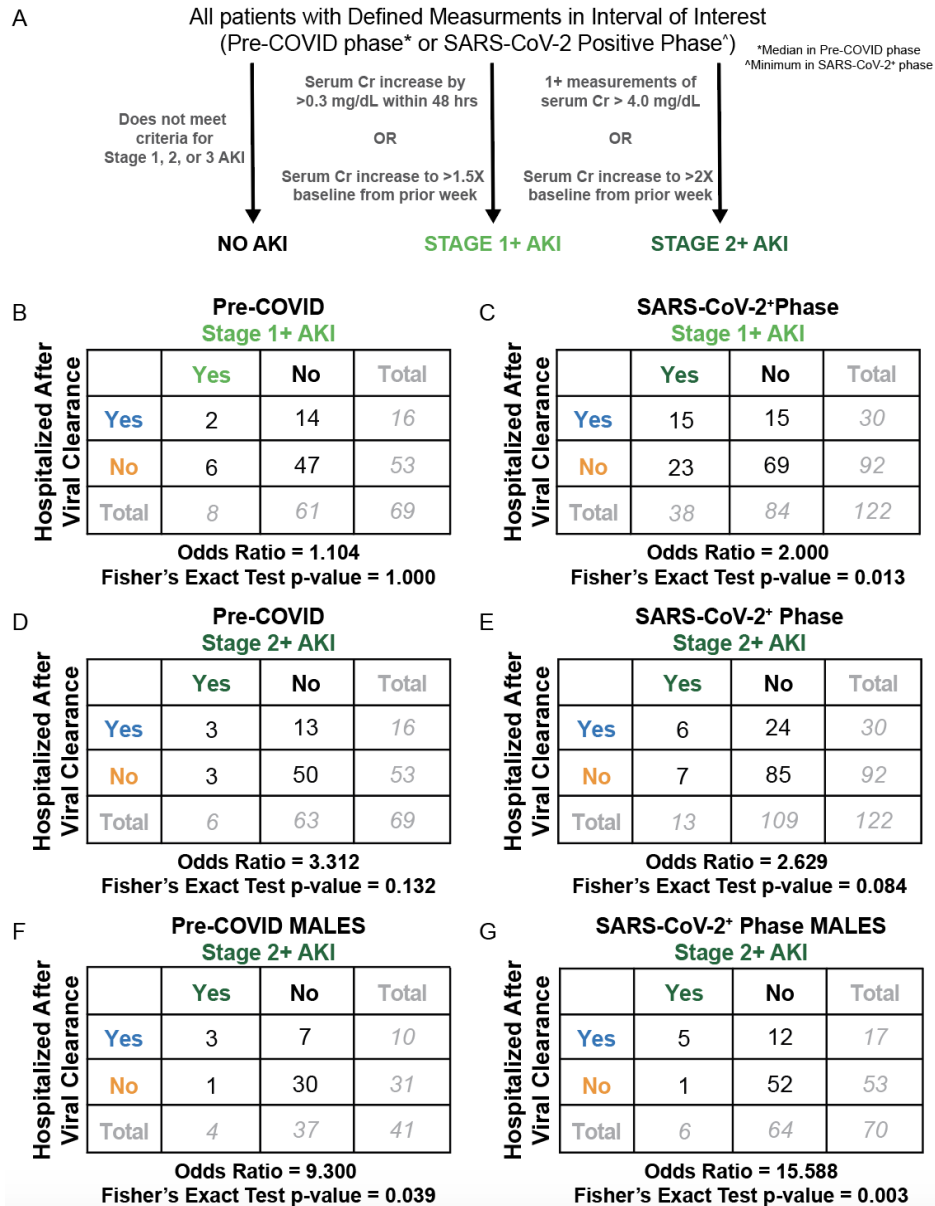 A
All patients with Defined Measurments in Interval of Interest
(Pre-COVID phase* or SARS-CoV-2 Positive Phase^)
*Median in Pre-COVID phase
^Minimum in SARS-CoV-2⁺ phase
Does not meet
criteria for
Stage 1, 2, or 3 AKI
Serum Cr increase by
>0.3 mg/dL within 48 hrs
OR
Serum Cr increase to >1.5X
baseline from prior week
1+ measurements of
serum Cr > 4.0 mg/dL
OR
Serum Cr increase to >2X
baseline from prior week
NO AKI
STAGE 1+ AKI
STAGE 2+ AKI
B
Pre-COVID
Stage 1+ AKI
Hospitalized After
Viral Clearance
Yes No Total
Yes 2 14 16
No 6 47 53
Total 8 61 69
Odds Ratio = 1.104
Fisher's Exact Test p-value = 1.000
C
SARS-CoV-2⁺Phase
Stage 1+ AKI
Hospitalized After
Viral Clearance
Yes No Total
Yes 15 15 30
No 23 69 92
Total 38 84 122
Odds Ratio = 2.000
Fisher's Exact Test p-value = 0.013
D
Pre-COVID
Stage 2+ AKI
Hospitalized After
Viral Clearance
Yes No Total
Yes 3 13 16
No 3 50 53
Total 6 63 69
Odds Ratio = 3.312
Fisher's Exact Test p-value = 0.132
E
SARS-CoV-2⁺ Phase
Stage 2+ AKI
Hospitalized After
Viral Clearance
Yes No Total
Yes 6 24 30
No 7 85 92
Total 13 109 122
Odds Ratio = 2.629
Fisher's Exact Test p-value = 0.084
F
Pre-COVID MALES
Stage 2+ AKI
Hospitalized After
Viral Clearance
Yes No Total
Yes 3 7 10
No 1 30 31
Total 4 37 41
Odds Ratio = 9.300
Fisher's Exact Test p-value = 0.039
G
SARS-CoV-2⁺ Phase MALES
Stage 2+ AKI
Hospitalized After
Viral Clearance
Yes No Total
Yes 5 12 17
No 1 52 53
Total 6 64 70
Odds Ratio = 15.588
Fisher's Exact Test p-value = 0.003